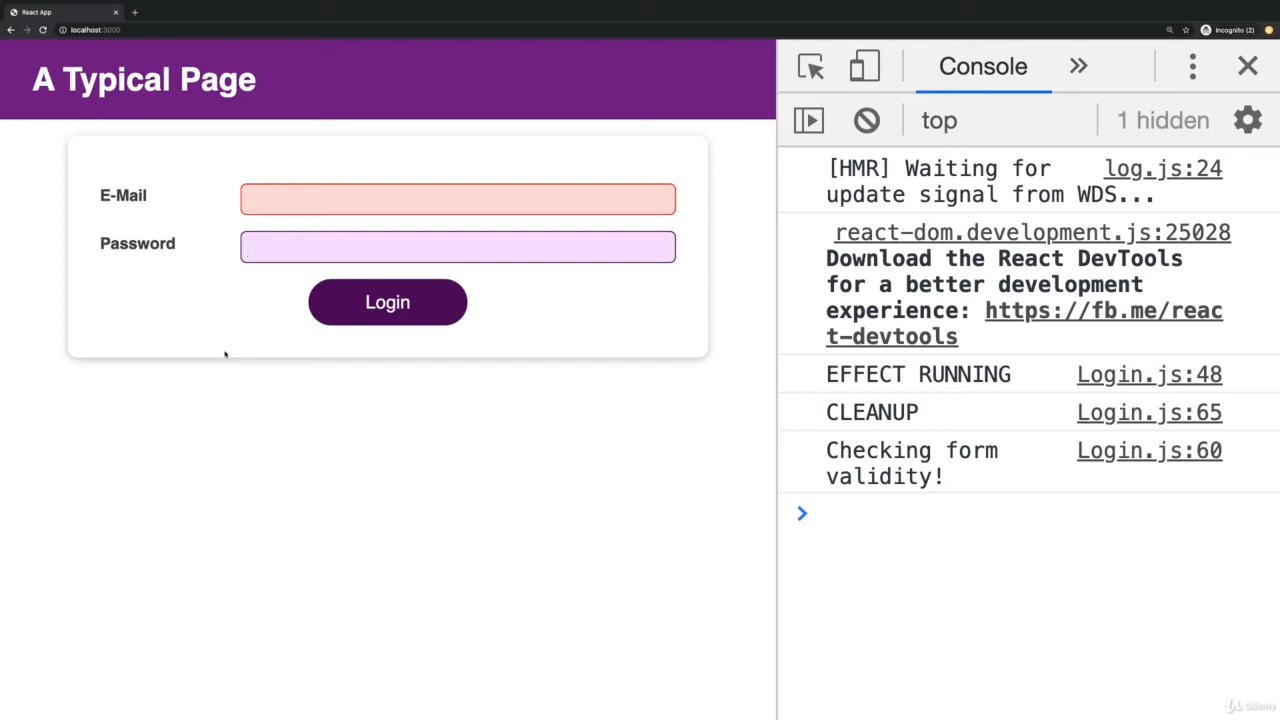 React App
localhost:3000
Incognito (2)
A Typical Page
E-Mail
Password
Login
Console
top
1 hidden
[HMR] Waiting for log.js:24
update signal from WDS...
react-dom.development.js:25028
Download the React DevTools
for a better development
experience: https://fb.me/reac
t-devtools
EFFECT RUNNING Login.js:48
CLEANUP Login.js:65
Checking form Login.js:60
validity!
Udemy